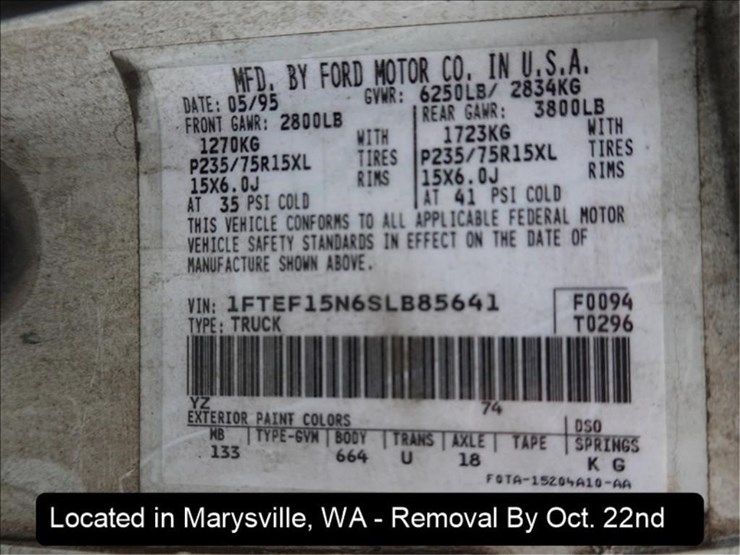 MFD. BY FORD MOTOR CO. IN U.S.A.
DATE: 05/95 GVWR: 6250LB/ 2834KG
FRONT GAWR: 2800LB REAR GAWR: 3800LB
1270KG WITH 1723KG WITH
P235/75R15XL TIRES P235/75R15XL TIRES
15X6.0J RIMS 15X6.0J RIMS
AT 35 PSI COLD AT 41 PSI COLD
THIS VEHICLE CONFORMS TO ALL APPLICABLE FEDERAL MOTOR
VEHICLE SAFETY STANDARDS IN EFFECT ON THE DATE OF
MANUFACTURE SHOWN ABOVE.
VIN: 1FTEF15N6SLB85641 F0094
TYPE: TRUCK T0296
YZ 74
EXTERIOR PAINT COLORS DSO
WB TYPE-GVW BODY TRANS AXLE TAPE SPRINGS
133 664 U 18 K G
F0TA-15204A10-AA
Located in Marysville, WA - Removal By Oct. 22nd